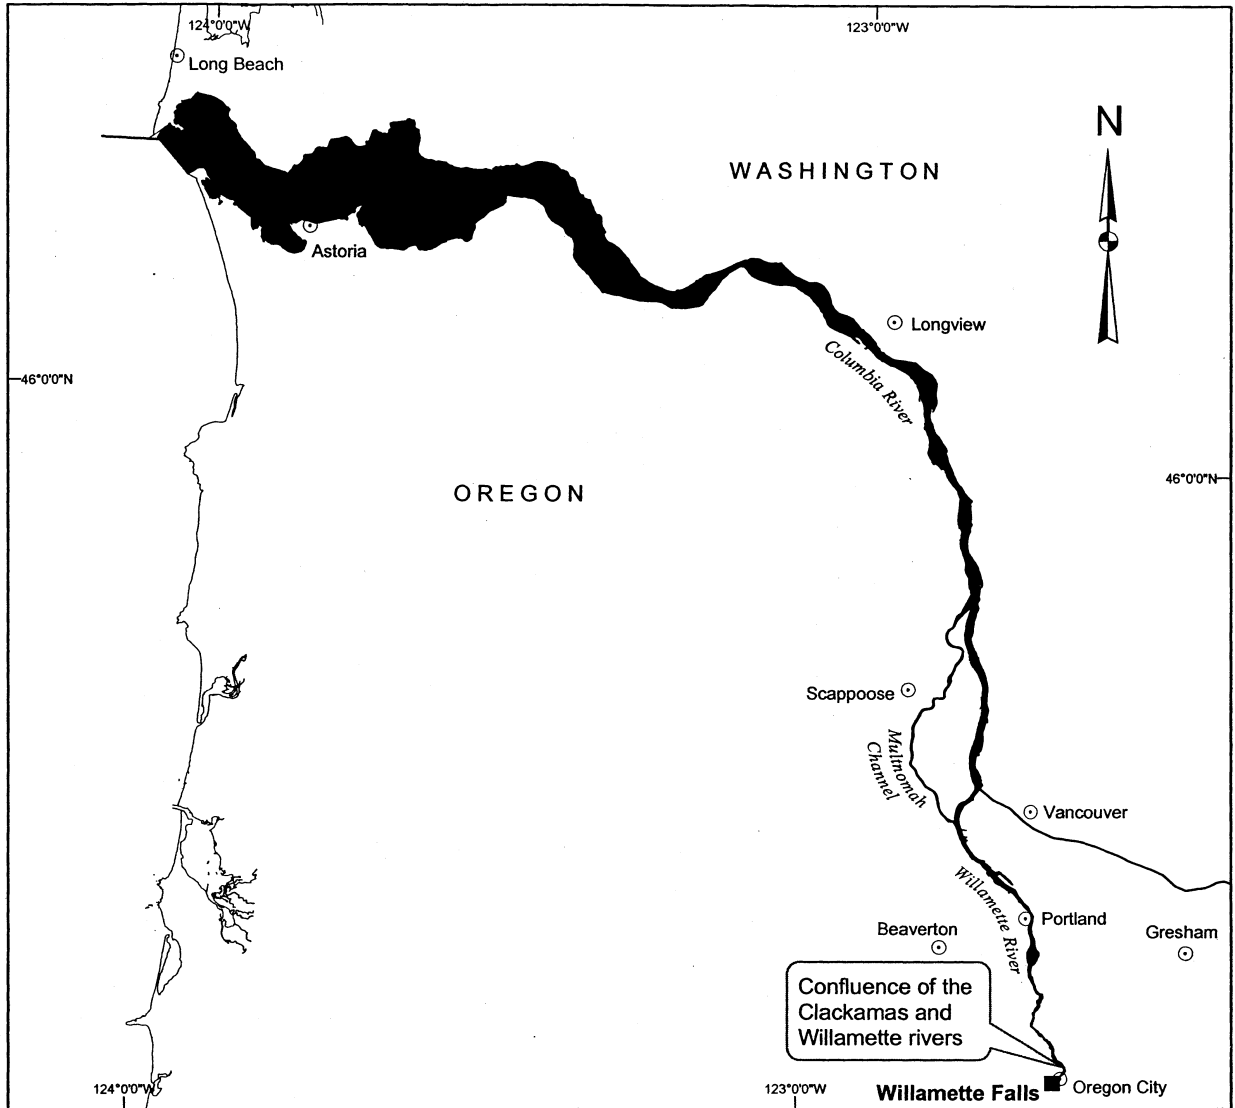 124°0'0"W
123°0'0"W
Long Beach
N
WASHINGTON
Astoria
Longview
Columbia River
46°0'0"N
46°0'0"N
OREGON
Scappoose
Multnomah
Channel
Vancouver
Willamette River
Portland
Beaverton
Gresham
Confluence of the
Clackamas and
Willamette rivers
124°0'0"W
123°0'0"W
Willamette Falls
Oregon City